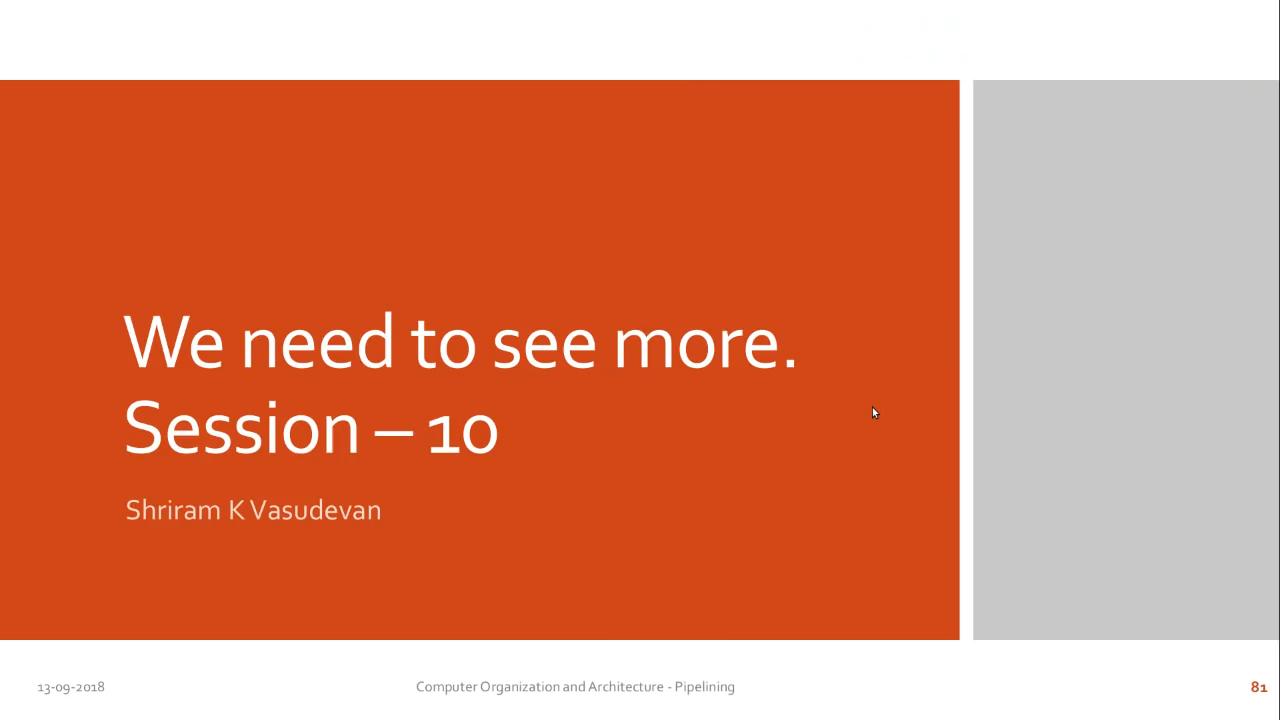 We need to see more.
Session – 10
Shriram K Vasudevan
13-09-2018
Computer Organization and Architecture - Pipelining
81